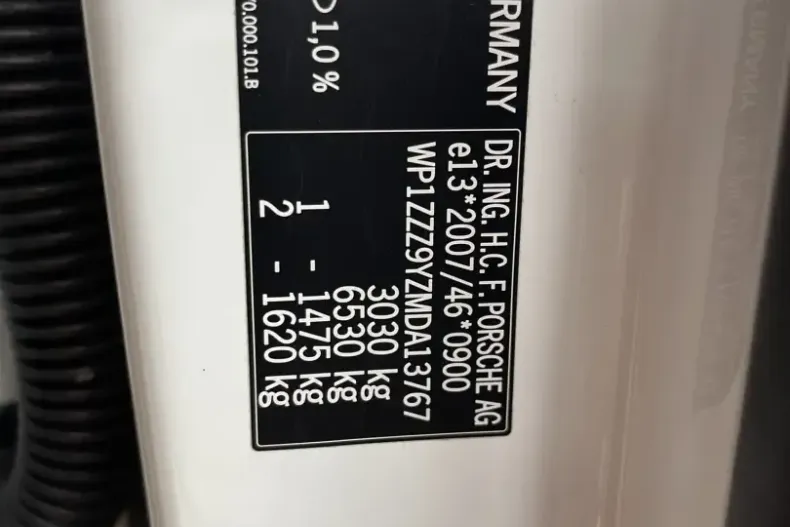 RMANY
1,0 %
70.000.101.B
DR. ING. H.C. F. PORSCHE AG
e13*2007/46*0900
WP1ZZZ9YZMDA13767
3030 kg
6530 kg
1 - 1475 kg
2 - 1620 kg